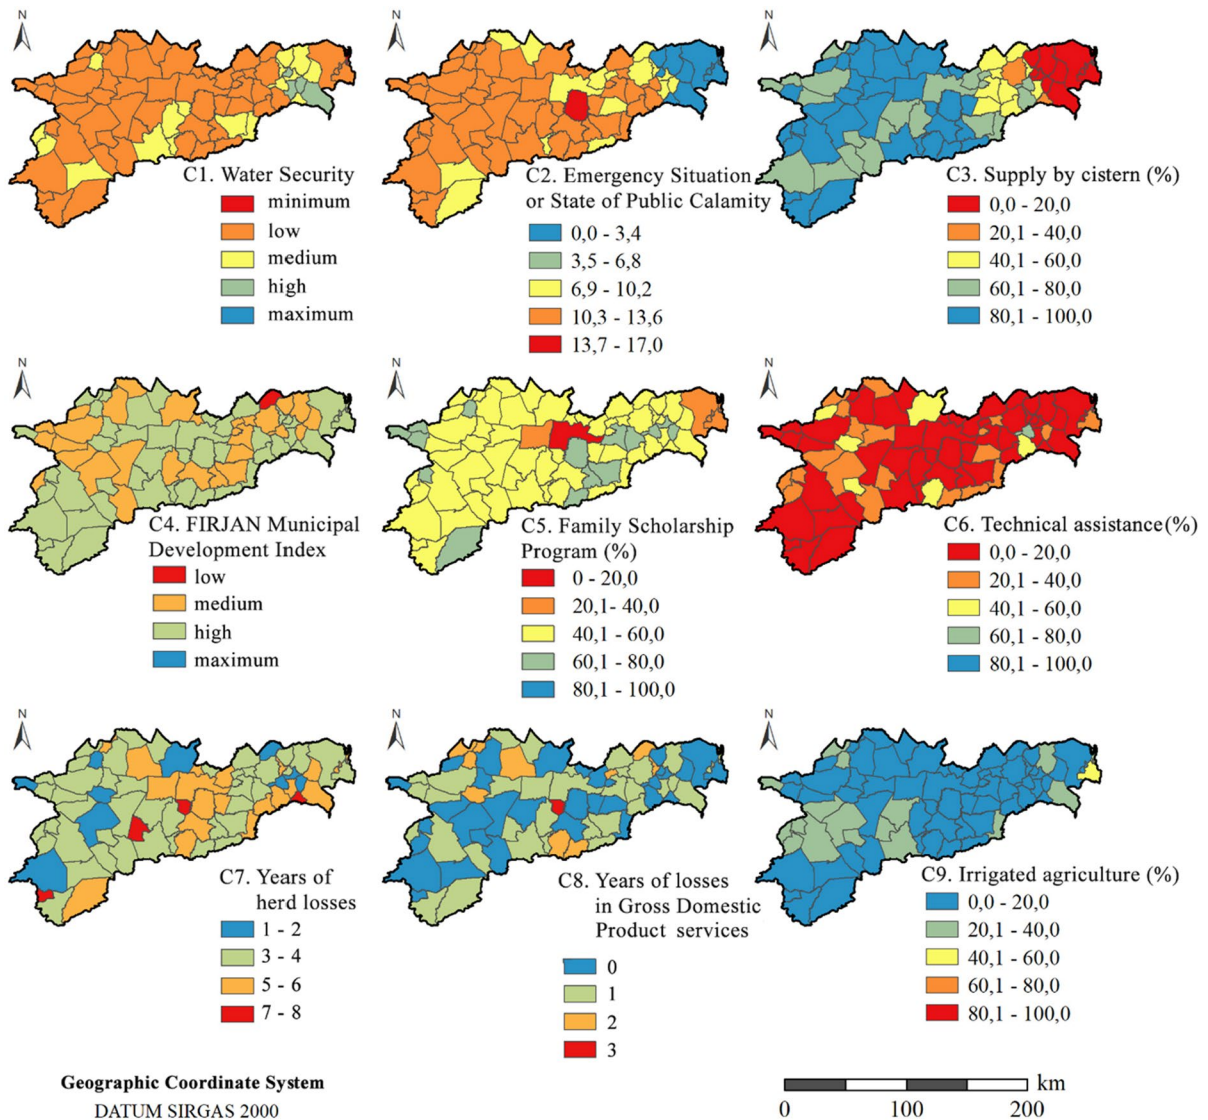 N
N
N
C1. Water Security
minimum
low
medium
high
maximum
C2. Emergency Situation
or State of Public Calamity
0,0 - 3,4
3,5 - 6,8
6,9 - 10,2
10,3 - 13,6
13,7 - 17,0
C3. Supply by cistern (%)
0,0 - 20,0
20,1 - 40,0
40,1 - 60,0
60,1 - 80,0
80,1 - 100,0
N
N
N
C4. FIRJAN Municipal
Development Index
low
medium
high
maximum
C5. Family Scholarship
Program (%)
0 - 20,0
20,1- 40,0
40,1 - 60,0
60,1 - 80,0
80,1 - 100,0
C6. Technical assistance(%)
0,0 - 20,0
20,1 - 40,0
40,1 - 60,0
60,1 - 80,0
80,1 - 100,0
N
N
N
C7. Years of
herd losses
1 - 2
3 - 4
5 - 6
7 - 8
C8. Years of losses
in Gross Domestic
Product services
0
1
2
3
C9. Irrigated agriculture (%)
0,0 - 20,0
20,1 - 40,0
40,1 - 60,0
60,1 - 80,0
80,1 - 100,0
Geographic Coordinate System
DATUM SIRGAS 2000
km
0 100 200